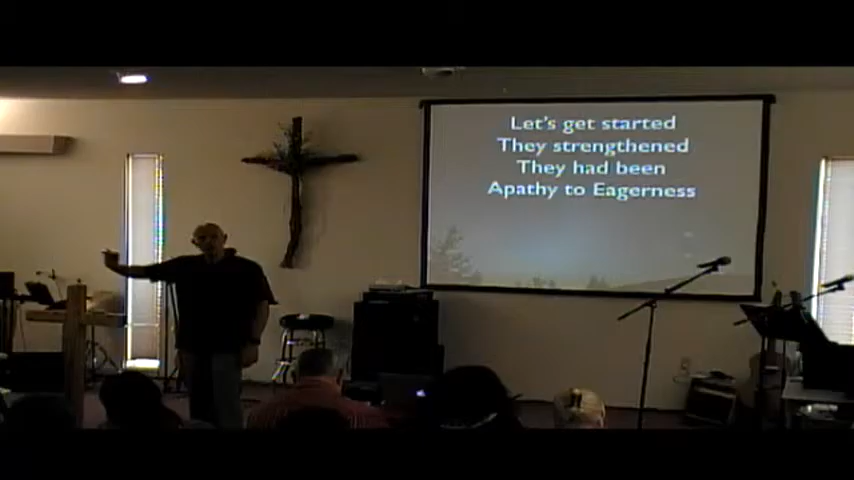 Let's get started
They strengthened
They had been
Apathy to Eagerness